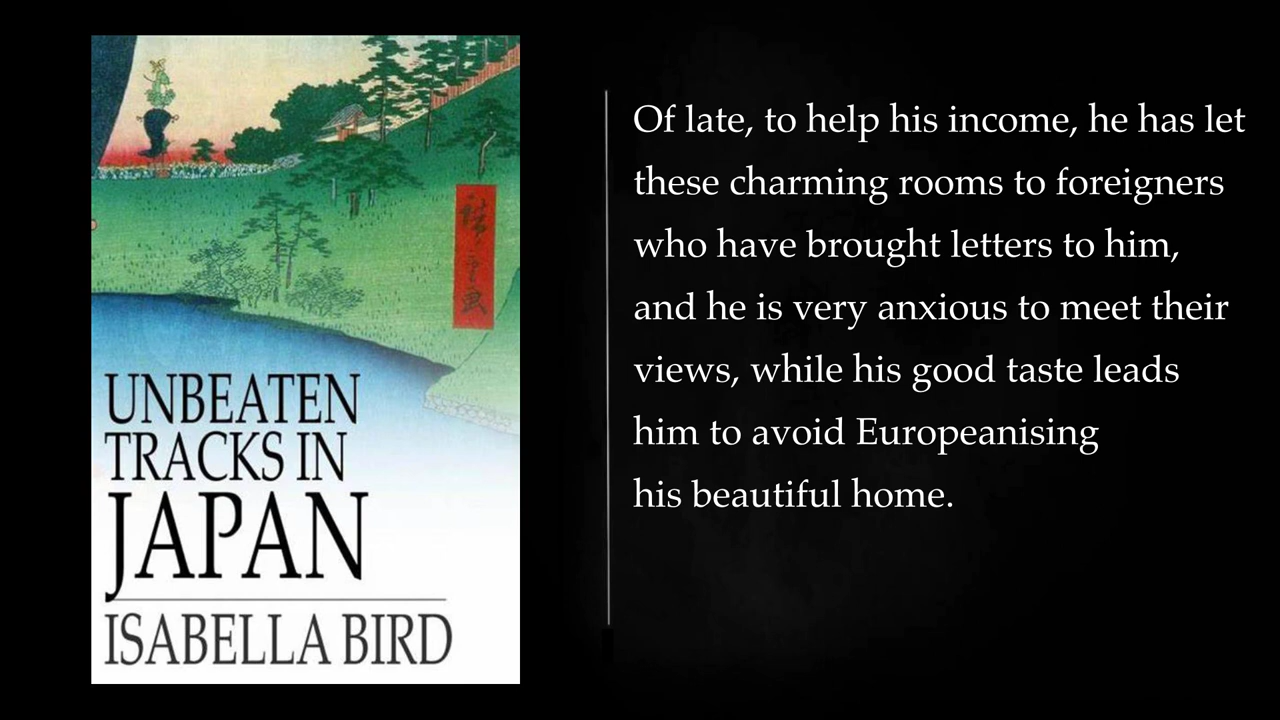 UNBEATEN
TRACKS IN
JAPAN
ISABELLA BIRD
Of late, to help his income, he has let
these charming rooms to foreigners
who have brought letters to him,
and he is very anxious to meet their
views, while his good taste leads
him to avoid Europeanising
his beautiful home.